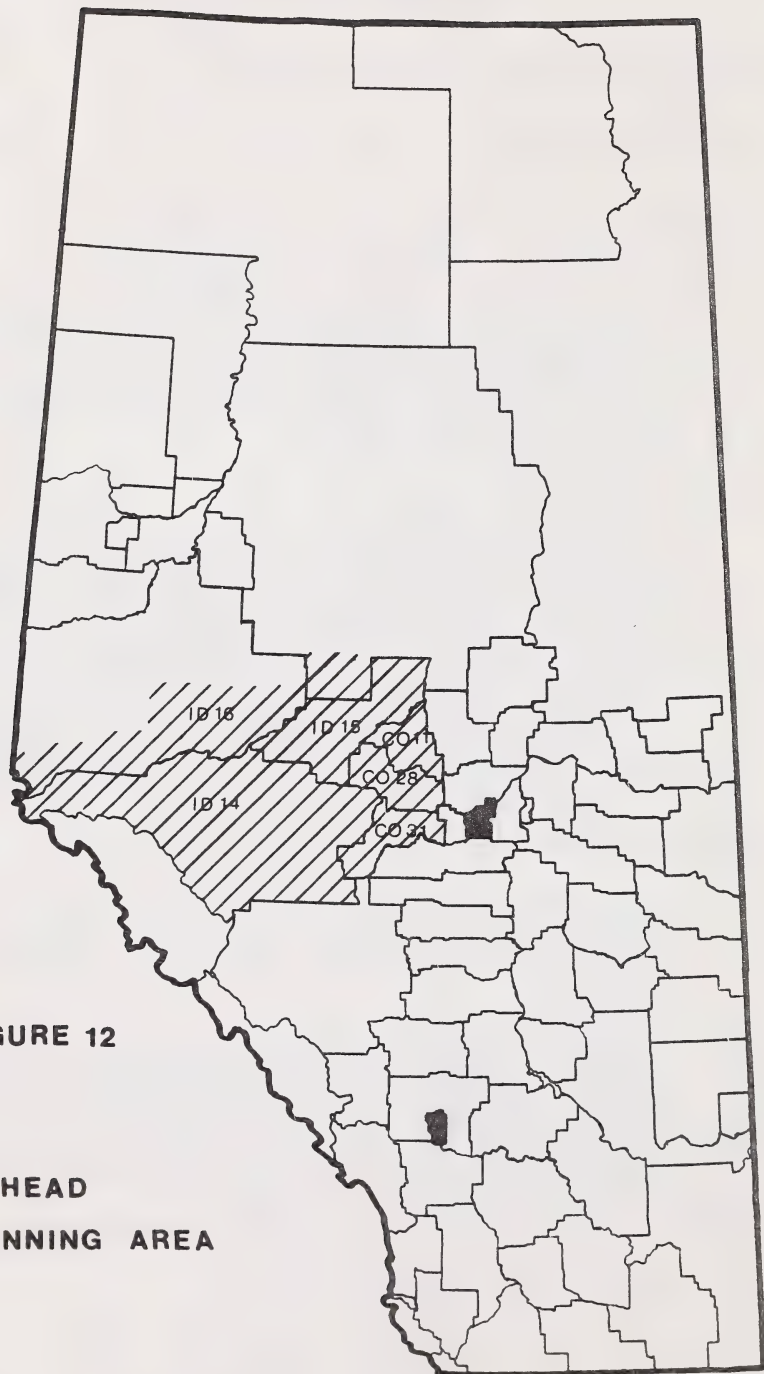 ID 16
ID 15
CO 11
CO 28
ID 14
CO 31
GURE 12
HEAD
NNING AREA